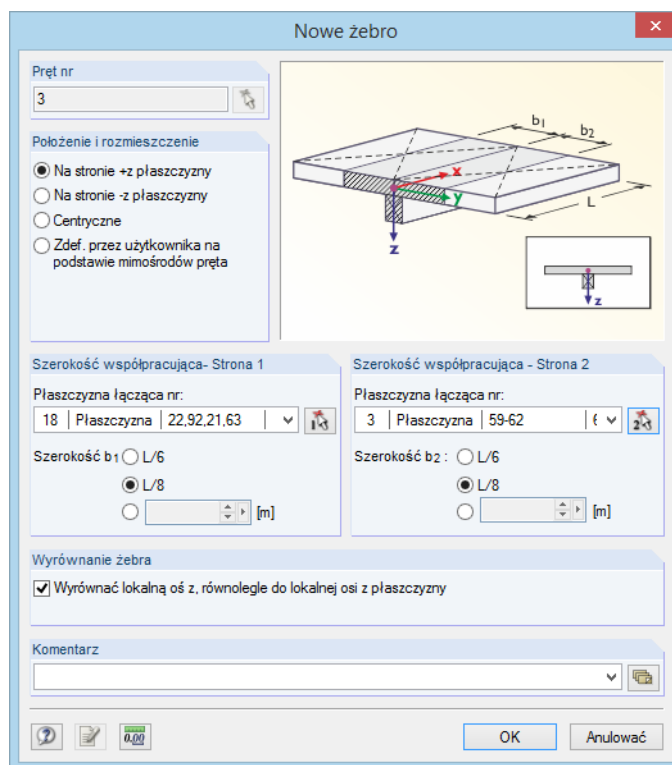 Nowe żebro
Pręt nr
3
Położenie i rozmieszczenie
Na stronie +z płaszczyzny
Na stronie -z płaszczyzny
Centryczne
Zdef. przez użytkownika na
podstawie mimośrodów pręta
b1
b2
x
y
L
z
z
Szerokość współpracująca- Strona 1
Płaszczyzna łącząca nr:
18 | Płaszczyzna | 22,92,21,63 |
1
Szerokość b1 L/6
L/8
[m]
Szerokość współpracująca - Strona 2
Płaszczyzna łącząca nr:
3 | Płaszczyzna | 59-62 | 6
2
Szerokość b2 : L/6
L/8
[m]
Wyrównanie żebra
Wyrównać lokalną oś z, równolegle do lokalnej osi z płaszczyzny
Komentarz
0.00
OK
Anulować